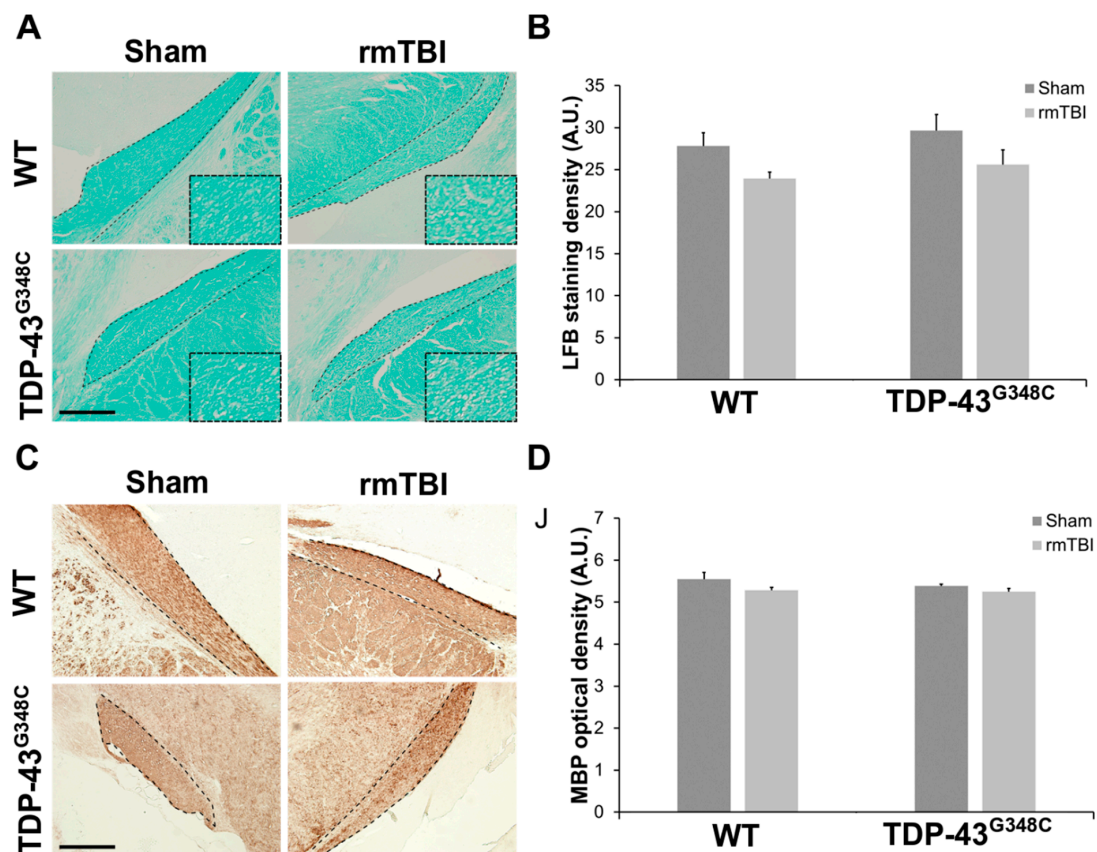 A
Sham
rmTBI
WT
TDP-43G348C
B
LFB staining density (A.U.)
35
30
25
20
15
10
5
0
Sham
rmTBI
WT
TDP-43G348C
C
Sham
rmTBI
WT
TDP-43G348C
D
J
MBP optical density (A.U.)
7
6
5
4
3
2
1
0
Sham
rmTBI
WT
TDP-43G348C